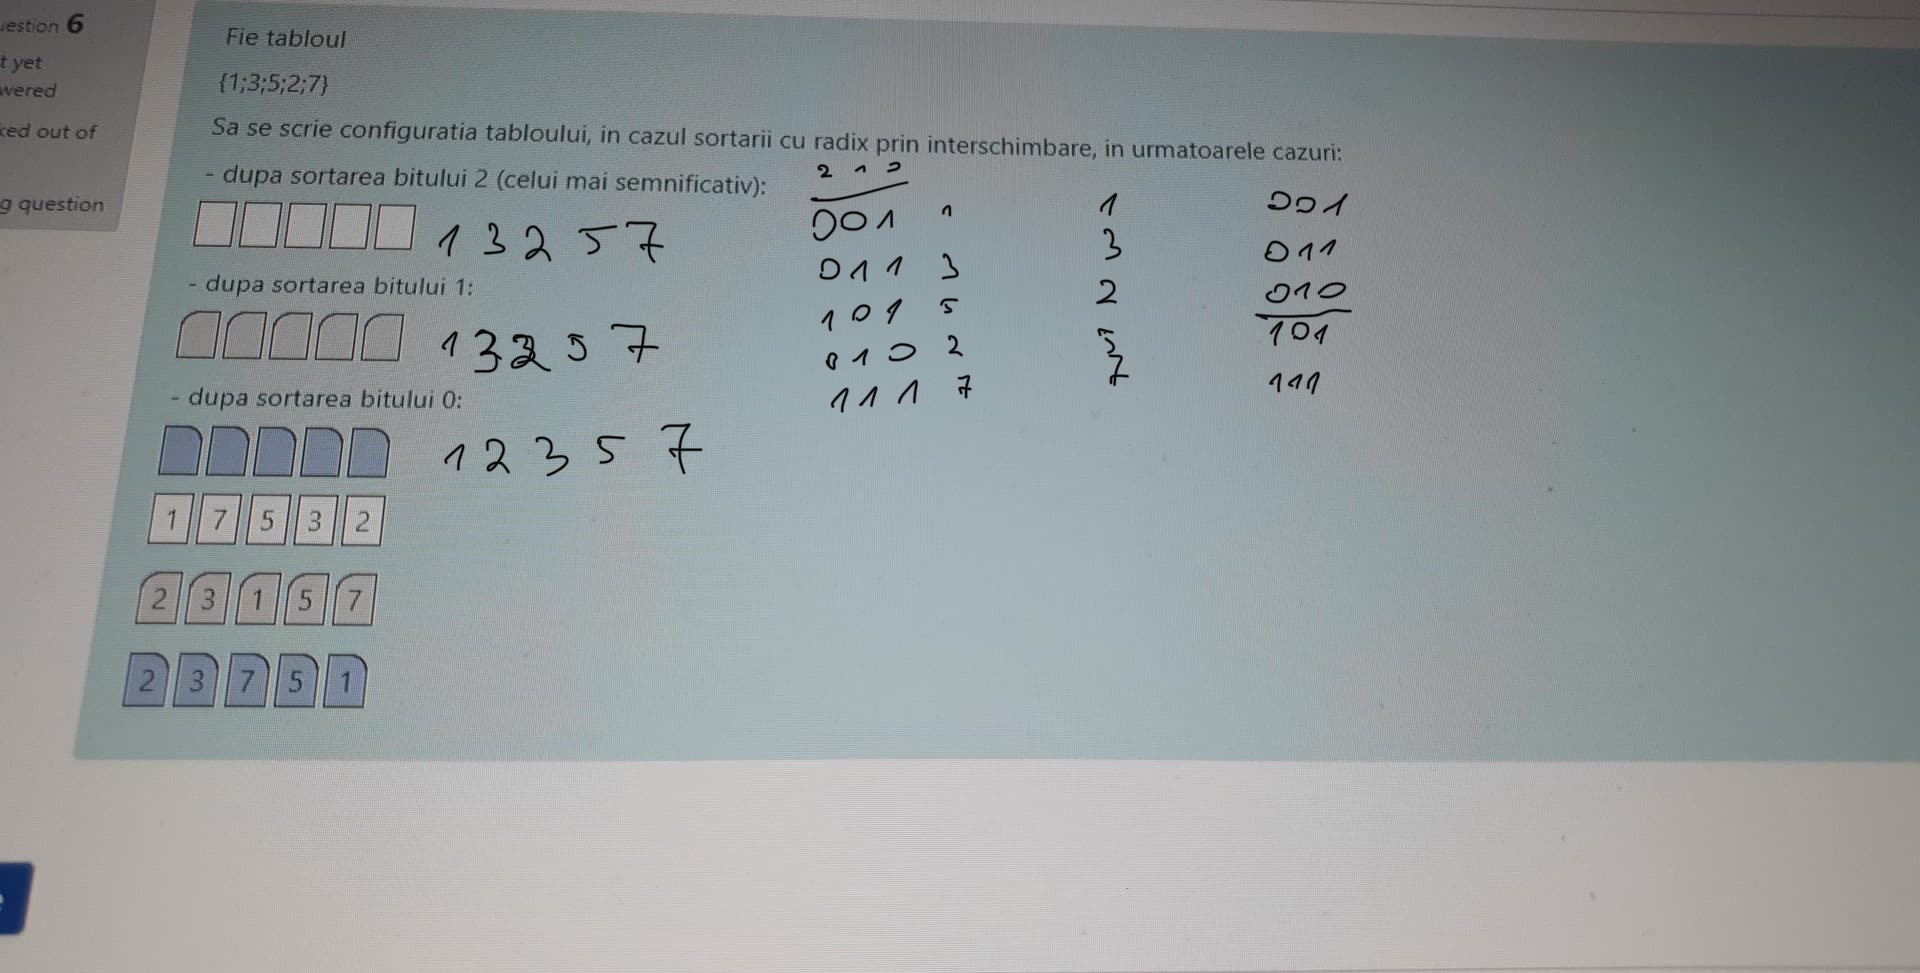 uestion 6
t yet
wered
ked out of
g question
Fie tabloul
{1;3;5;2;7}
Sa se scrie configuratia tabloului, in cazul sortarii cu radix prin interschimbare, in urmatoarele cazuri:
- dupa sortarea bitului 2 (celui mai semnificativ):
1 3 2 5 7
- dupa sortarea bitului 1:
1 3 2 5 7
- dupa sortarea bitului 0:
1 2 3 5 7
1 7 5 3 2
2 3 1 5 7
2 3 7 5 1
2 1 0
001 1
011 3
101 5
010 2
111 7
1
3
2
5
7
001
011
010
101
111